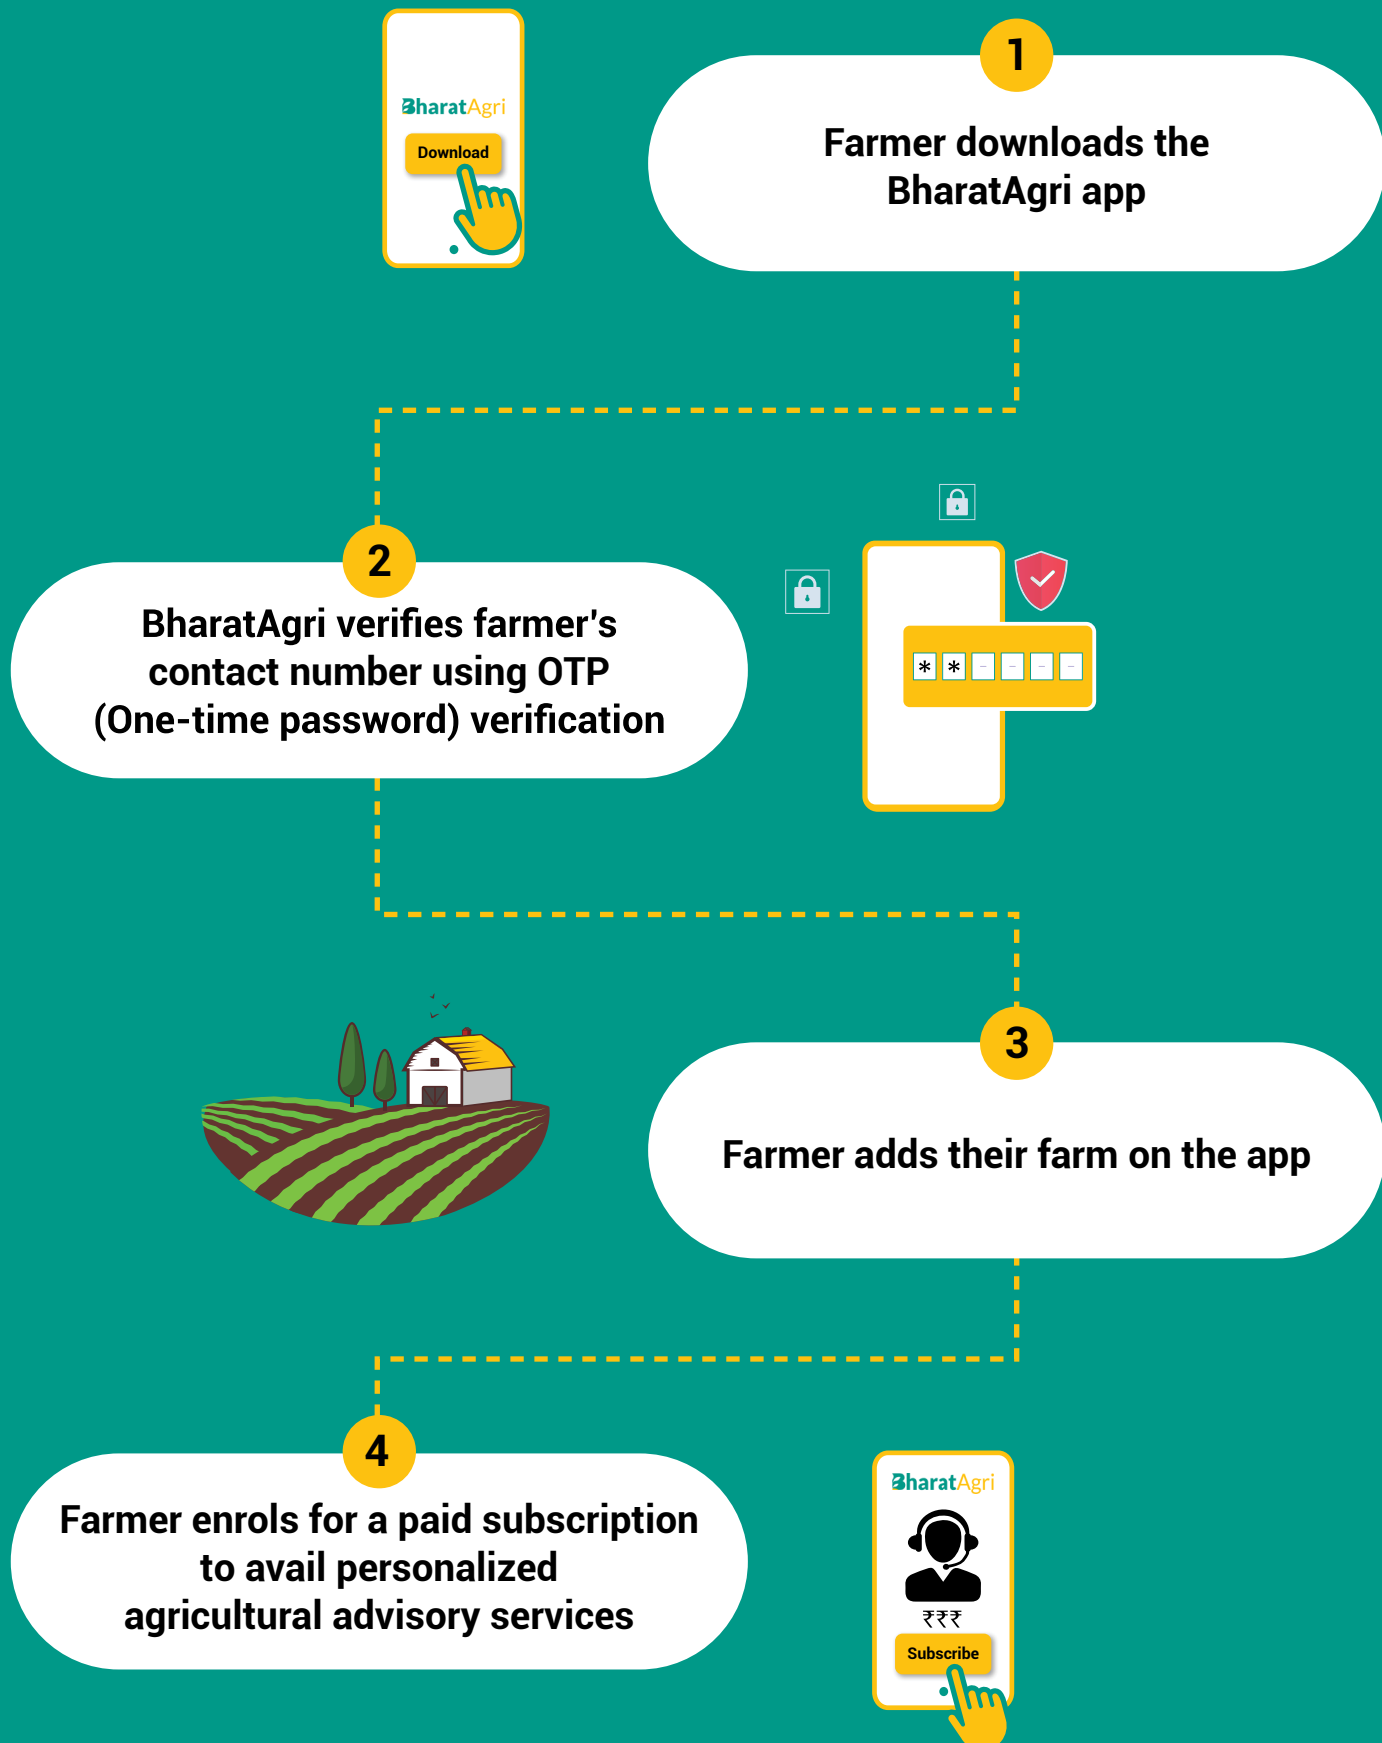 BharatAgri
Download
1
Farmer downloads the
BharatAgri app
2
BharatAgri verifies farmer's
contact number using OTP
(One-time password) verification
* * - - - -
3
Farmer adds their farm on the app
4
Farmer enrols for a paid subscription
to avail personalized
agricultural advisory services
BharatAgri
₹₹₹
Subscribe